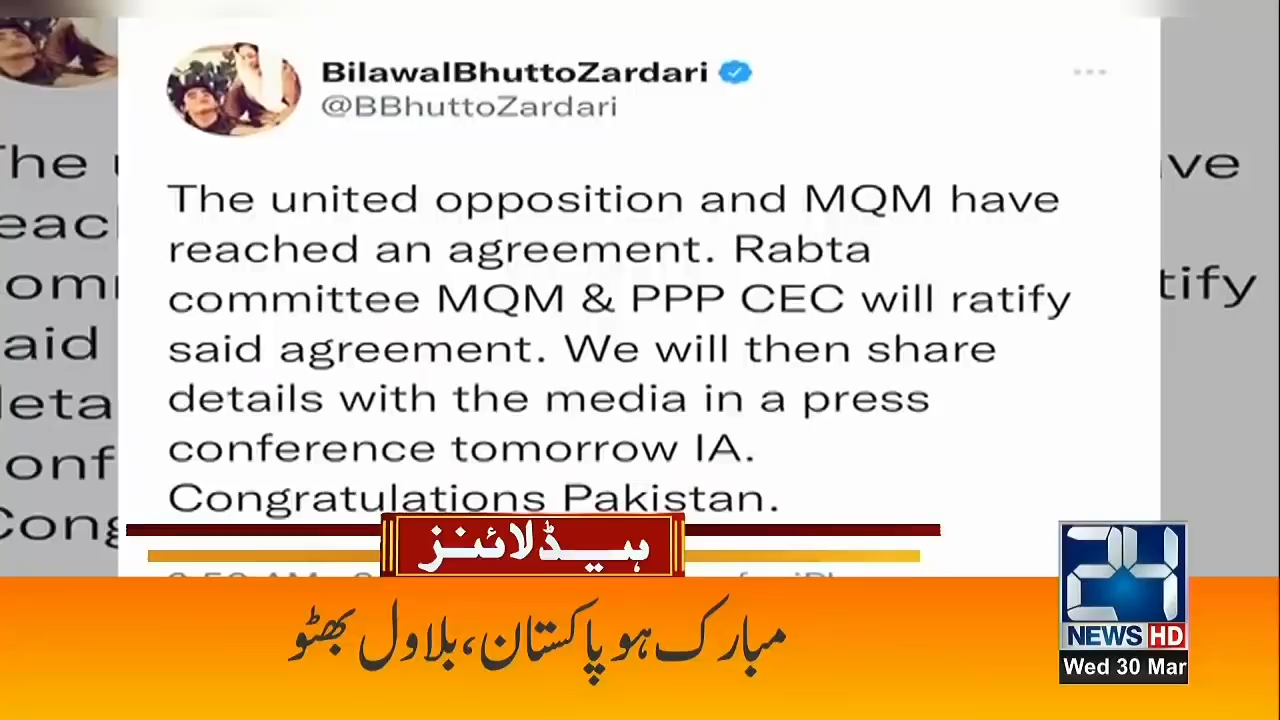 BilawalBhuttoZardari
@BBhuttoZardari
The united opposition and MQM have
reached an agreement. Rabta
committee MQM & PPP CEC will ratify
said agreement. We will then share
details with the media in a press
conference tomorrow IA.
Congratulations Pakistan.
ہیڈلائنز
مبارک ہو پاکستان، بلاول بھٹو
24
NEWS HD
Wed 30 Mar